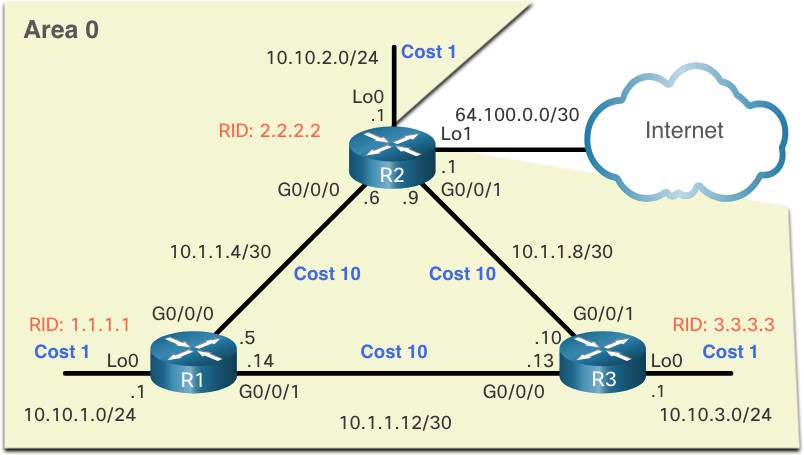 Area 0
10.10.2.0/24
Cost 1
Lo0
.1
RID: 2.2.2.2
64.100.0.0/30
Lo1
.1
Internet
R2
G0/0/0
.6
.9
G0/0/1
10.1.1.4/30
Cost 10
10.1.1.8/30
Cost 10
RID: 1.1.1.1
Cost 1
G0/0/0
.5
.14
Lo0
.1
R1
G0/0/1
10.10.1.0/24
Cost 10
10.1.1.12/30
G0/0/1
.10
.13
G0/0/0
R3
RID: 3.3.3.3
Cost 1
Lo0
.1
10.10.3.0/24